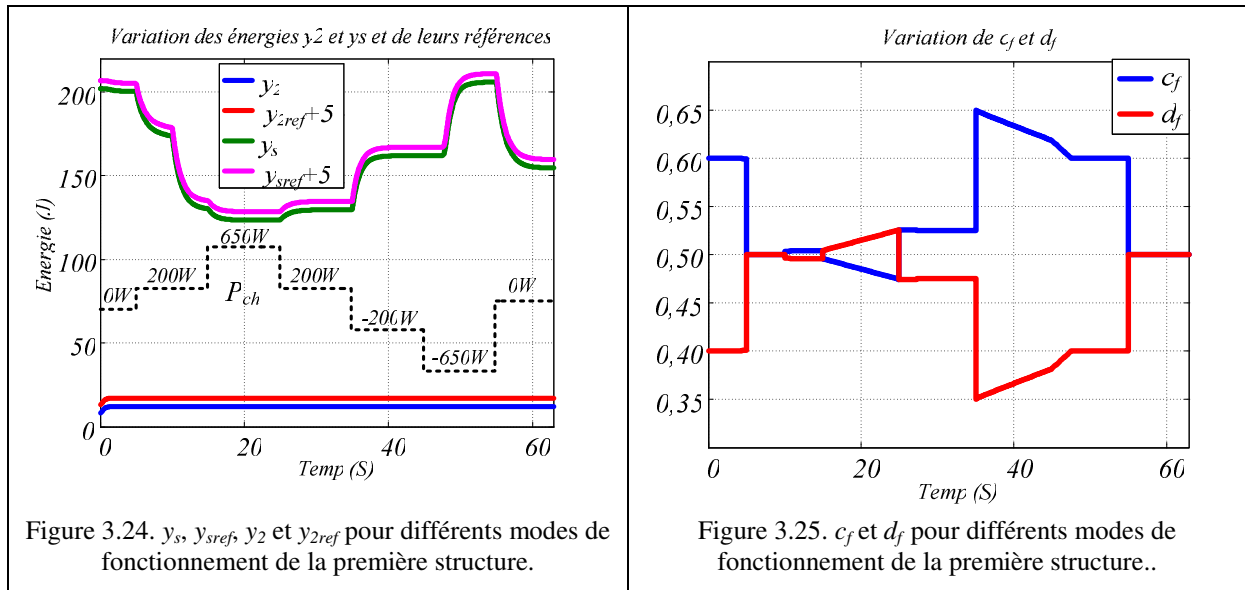 Variation des énergies y2 et ys et de leurs références
y2
y2ref+5
ys
ysref+5
Energie (J)
200
150
100
50
0
0W
200W
650W
Pch
200W
-200W
-650W
0W
0
20
40
60
Temp (S)
Figure 3.24. ys, ysref, y2 et y2ref pour différents modes de
fonctionnement de la première structure.
Variation de cf et df
cf
df
0,65
0,60
0,55
0,50
0,45
0,40
0,35
0
20
40
60
Temp (S)
Figure 3.25. cf et df pour différents modes de
fonctionnement de la première structure..